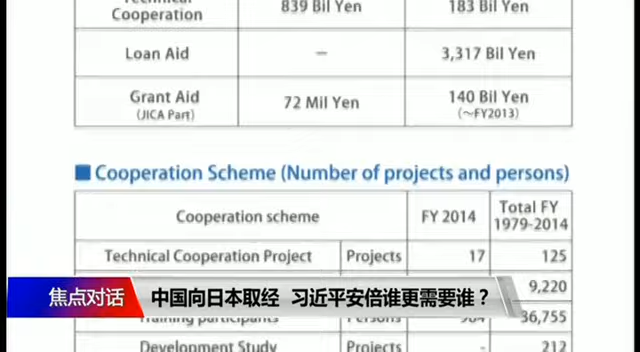 Technical
Cooperation 839 Bil Yen 183 Bil Yen
Loan Aid – 3,317 Bil Yen
Grant Aid
(JICA Part) 72 Mil Yen 140 Bil Yen
(~FY2013)
■ Cooperation Scheme (Number of projects and persons)
Cooperation scheme FY 2014 Total FY
1979-2014
Technical Cooperation Project Projects 17 125
9,220
焦点对话 中国向日本取经 习近平安倍谁更需要谁？
Training participants Persons 36,755
Development Study Projects - 212